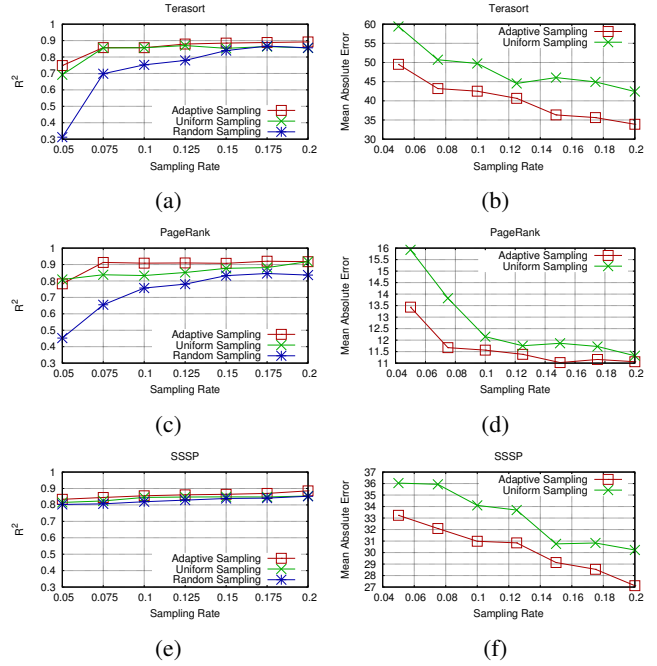 Terasort
R²
1
0.9
0.8
0.7
0.6
0.5
0.4
0.3
Adaptive Sampling
Uniform Sampling
Random Sampling
0.05 0.075 0.1 0.125 0.15 0.175 0.2
Sampling Rate
(a)
Terasort
Mean Absolute Error
60
55
50
45
40
35
30
Adaptive Sampling
Uniform Sampling
0.04 0.06 0.08 0.1 0.12 0.14 0.16 0.18 0.2
Sampling Rate
(b)
PageRank
R²
1
0.9
0.8
0.7
0.6
0.5
0.4
0.3
Adaptive Sampling
Uniform Sampling
Random Sampling
0.05 0.075 0.1 0.125 0.15 0.175 0.2
Sampling Rate
(c)
PageRank
Mean Absolute Error
16
15.5
15
14.5
14
13.5
13
12.5
12
11.5
11
Adaptive Sampling
Uniform Sampling
0.04 0.06 0.08 0.1 0.12 0.14 0.16 0.18 0.2
Sampling Rate
(d)
SSSP
R²
1
0.9
0.8
0.7
0.6
0.5
0.4
0.3
Adaptive Sampling
Uniform Sampling
Random Sampling
0.05 0.075 0.1 0.125 0.15 0.175 0.2
Sampling Rate
(e)
SSSP
Mean Absolute Error
37
36
35
34
33
32
31
30
29
28
27
Adaptive Sampling
Uniform Sampling
0.04 0.06 0.08 0.1 0.12 0.14 0.16 0.18 0.2
Sampling Rate
(f)